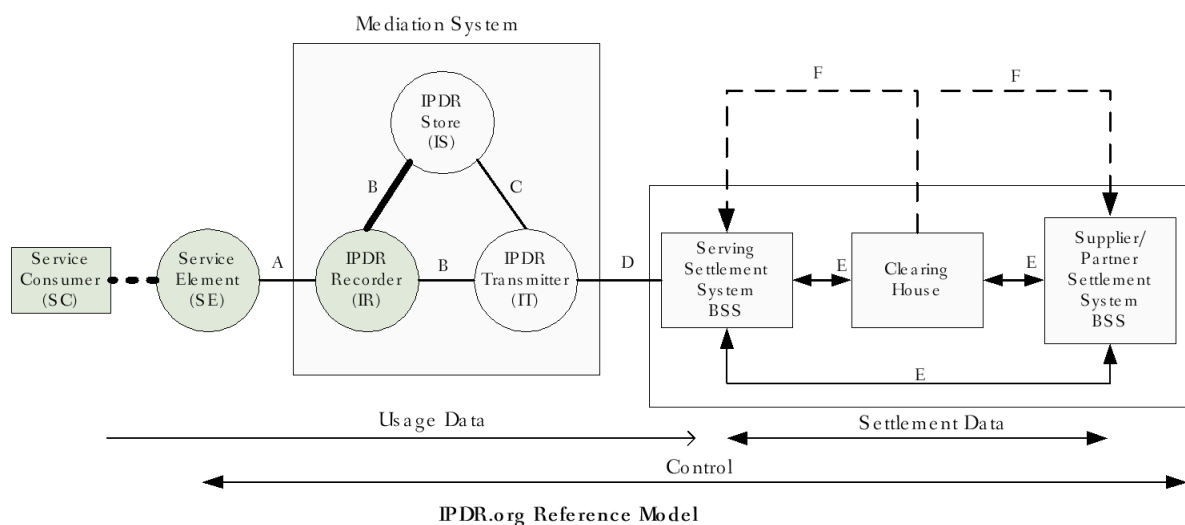 Mediation System
F
F
IPDR
Store
(IS)
B
C
Service
Consumer
(SC)
Service
Element
(SE)
A
IPDR
Recorder
(IR)
B
IPDR
Transmitter
(IT)
D
Serving
Settlement
System
BSS
E
Clearing
House
E
Supplier/
Partner
Settlement
System
BSS
E
Usage Data
Settlement Data
Control
IPDR.org Reference Model